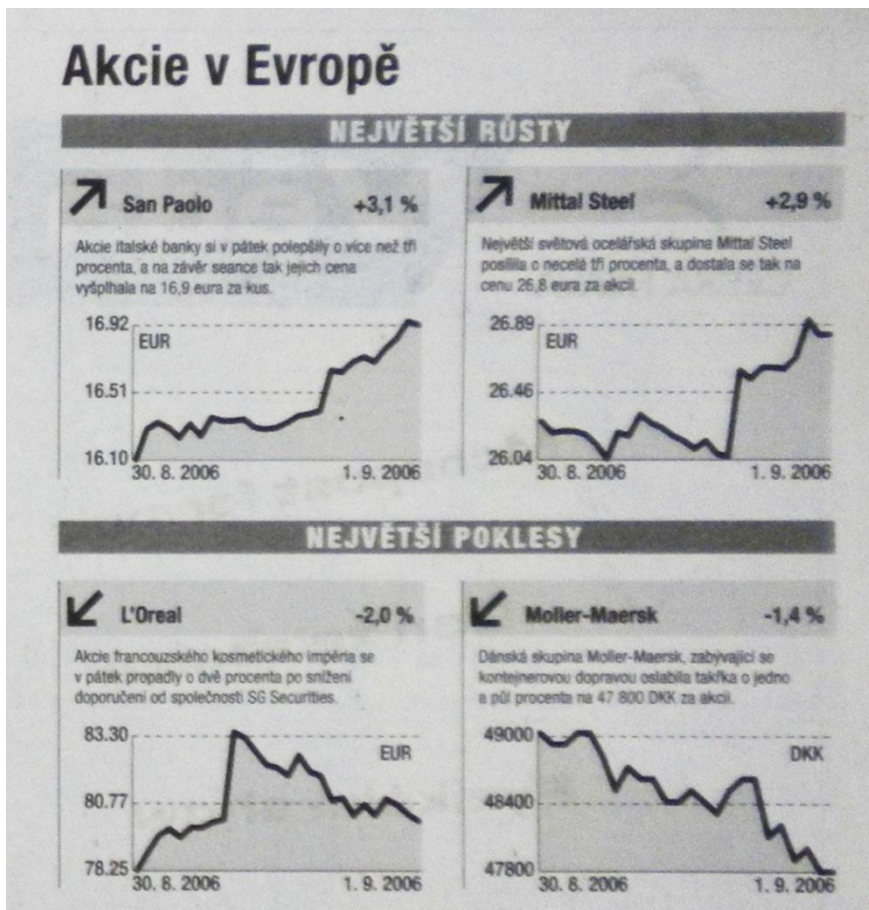 Akcie v Evropě
NEJVĚTŠÍ RŮSTY
San Paolo +3,1 %
Akcie italské banky si v pátek polepšily o více než tři
procenta, a na závěr seance tak jejich cena
vyšplhala na 16,9 eura za kus.
16.92
EUR
16.51
16.10
30. 8. 2006 1. 9. 2006
Mittal Steel +2,9 %
Největší světová ocelářská skupina Mittal Steel
posílila o necelá tři procenta, a dostala se tak na
cenu 26,8 eura za akcii.
26.89
EUR
26.46
26.04
30. 8. 2006 1. 9. 2006
NEJVĚTŠÍ POKLESY
L'Oreal -2,0 %
Akcie francouzského kosmetického impéria se
v pátek propadly o dvě procenta po snížení
doporučení od společnosti SG Securities.
83.30
EUR
80.77
78.25
30. 8. 2006 1. 9. 2006
Moller-Maersk -1,4 %
Dánská skupina Moller-Maersk, zabývající se
kontejnerovou dopravou oslabila takřka o jedno
a půl procenta na 47 800 DKK za akcii.
49000
DKK
48400
47800
30. 8. 2006 1. 9. 2006